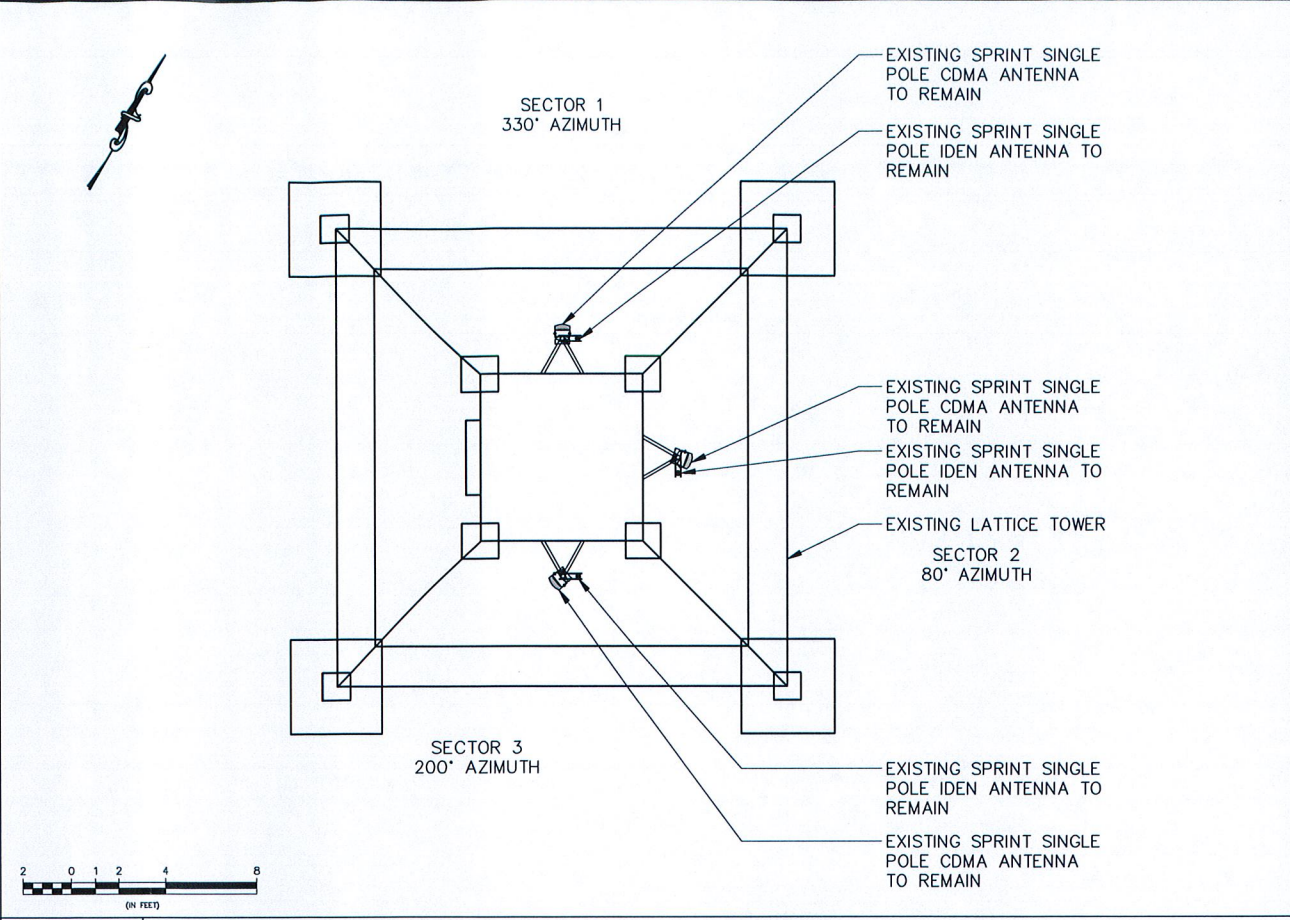 EXISTING SPRINT SINGLE
POLE CDMA ANTENNA
TO REMAIN
SECTOR 1
330° AZIMUTH
EXISTING SPRINT SINGLE
POLE IDEN ANTENNA TO
REMAIN
EXISTING SPRINT SINGLE
POLE CDMA ANTENNA
TO REMAIN
EXISTING SPRINT SINGLE
POLE IDEN ANTENNA TO
REMAIN
EXISTING LATTICE TOWER
SECTOR 2
80° AZIMUTH
SECTOR 3
200° AZIMUTH
EXISTING SPRINT SINGLE
POLE IDEN ANTENNA TO
REMAIN
EXISTING SPRINT SINGLE
POLE CDMA ANTENNA
TO REMAIN
2 0 1 2 4 8
(IN FEET)